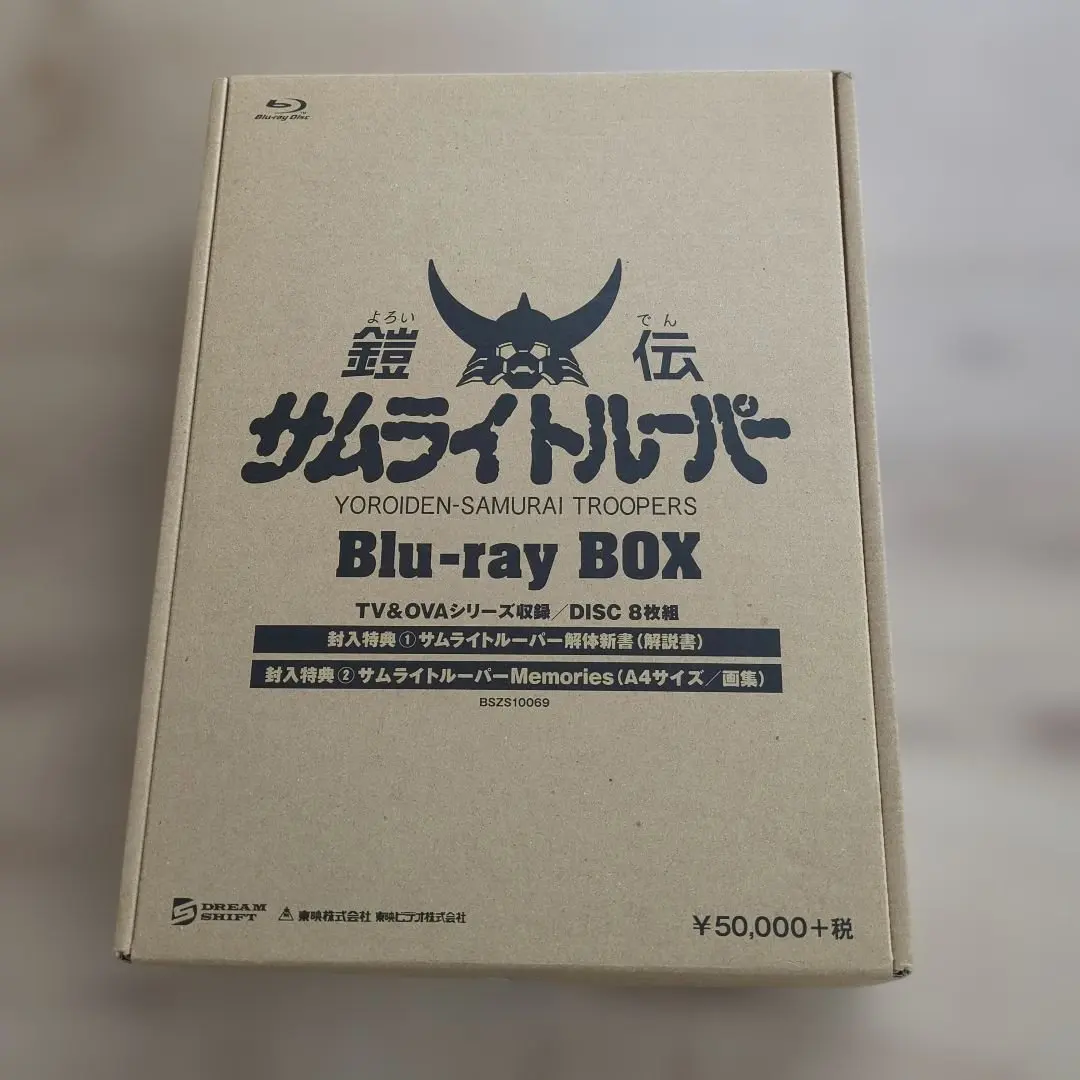 Blu-ray Disc™
よろい でん
鎧 伝
サムライトルーパー
YOROIDEN-SAMURAI TROOPERS
Blu-ray BOX
TV&OVAシリーズ収録/DISC 8枚組
封入特典①サムライトルーパー解体新書(解説書)
封入特典②サムライトルーパーMemories(A4サイズ/画集)
BSZS10069
DREAM
SHIFT
東映株式会社 東映ビデオ株式会社
¥50,000+税